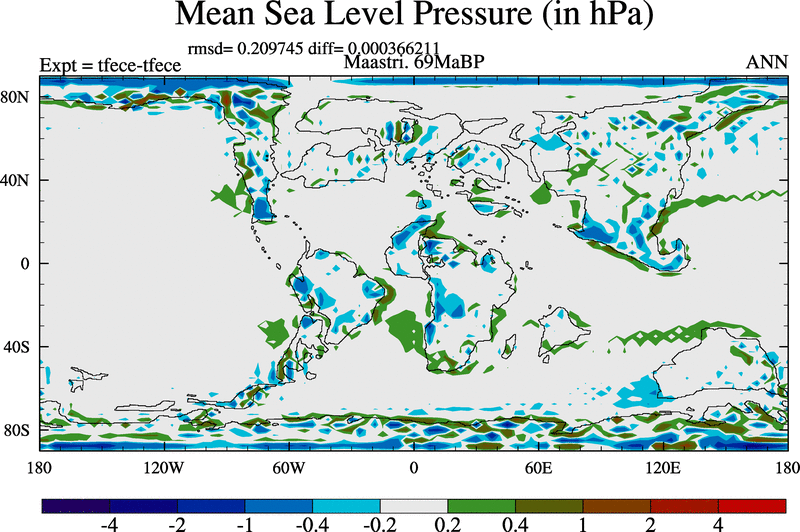 Mean Sea Level Pressure (in hPa)
rmsd= 0.209745 diff= 0.000366211
Expt = tfece-tfece Maastri. 69MaBP ANN
80N
40N
0
40S
80S
180 120W 60W 0 60E 120E 180
-4 -2 -1 -0.4 -0.2 0.2 0.4 1 2 4